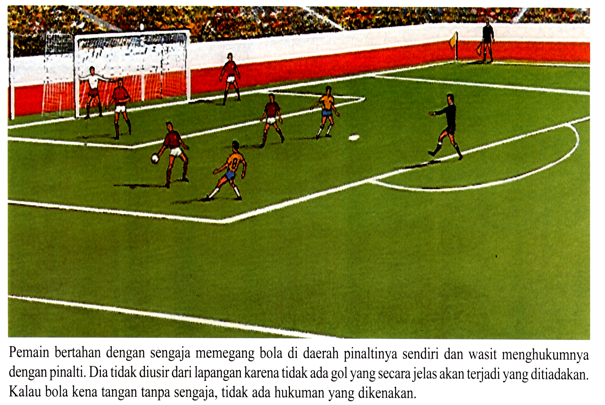 Pemain bertahan dengan sengaja memegang bola di daerah pinaltinya sendiri dan wasit menghukumnya
dengan pinalti. Dia tidak diusir dari lapangan karena tidak ada gol yang secara jelas akan terjadi yang ditiadakan.
Kalau bola kena tangan tanpa sengaja, tidak ada hukuman yang dikenakan.